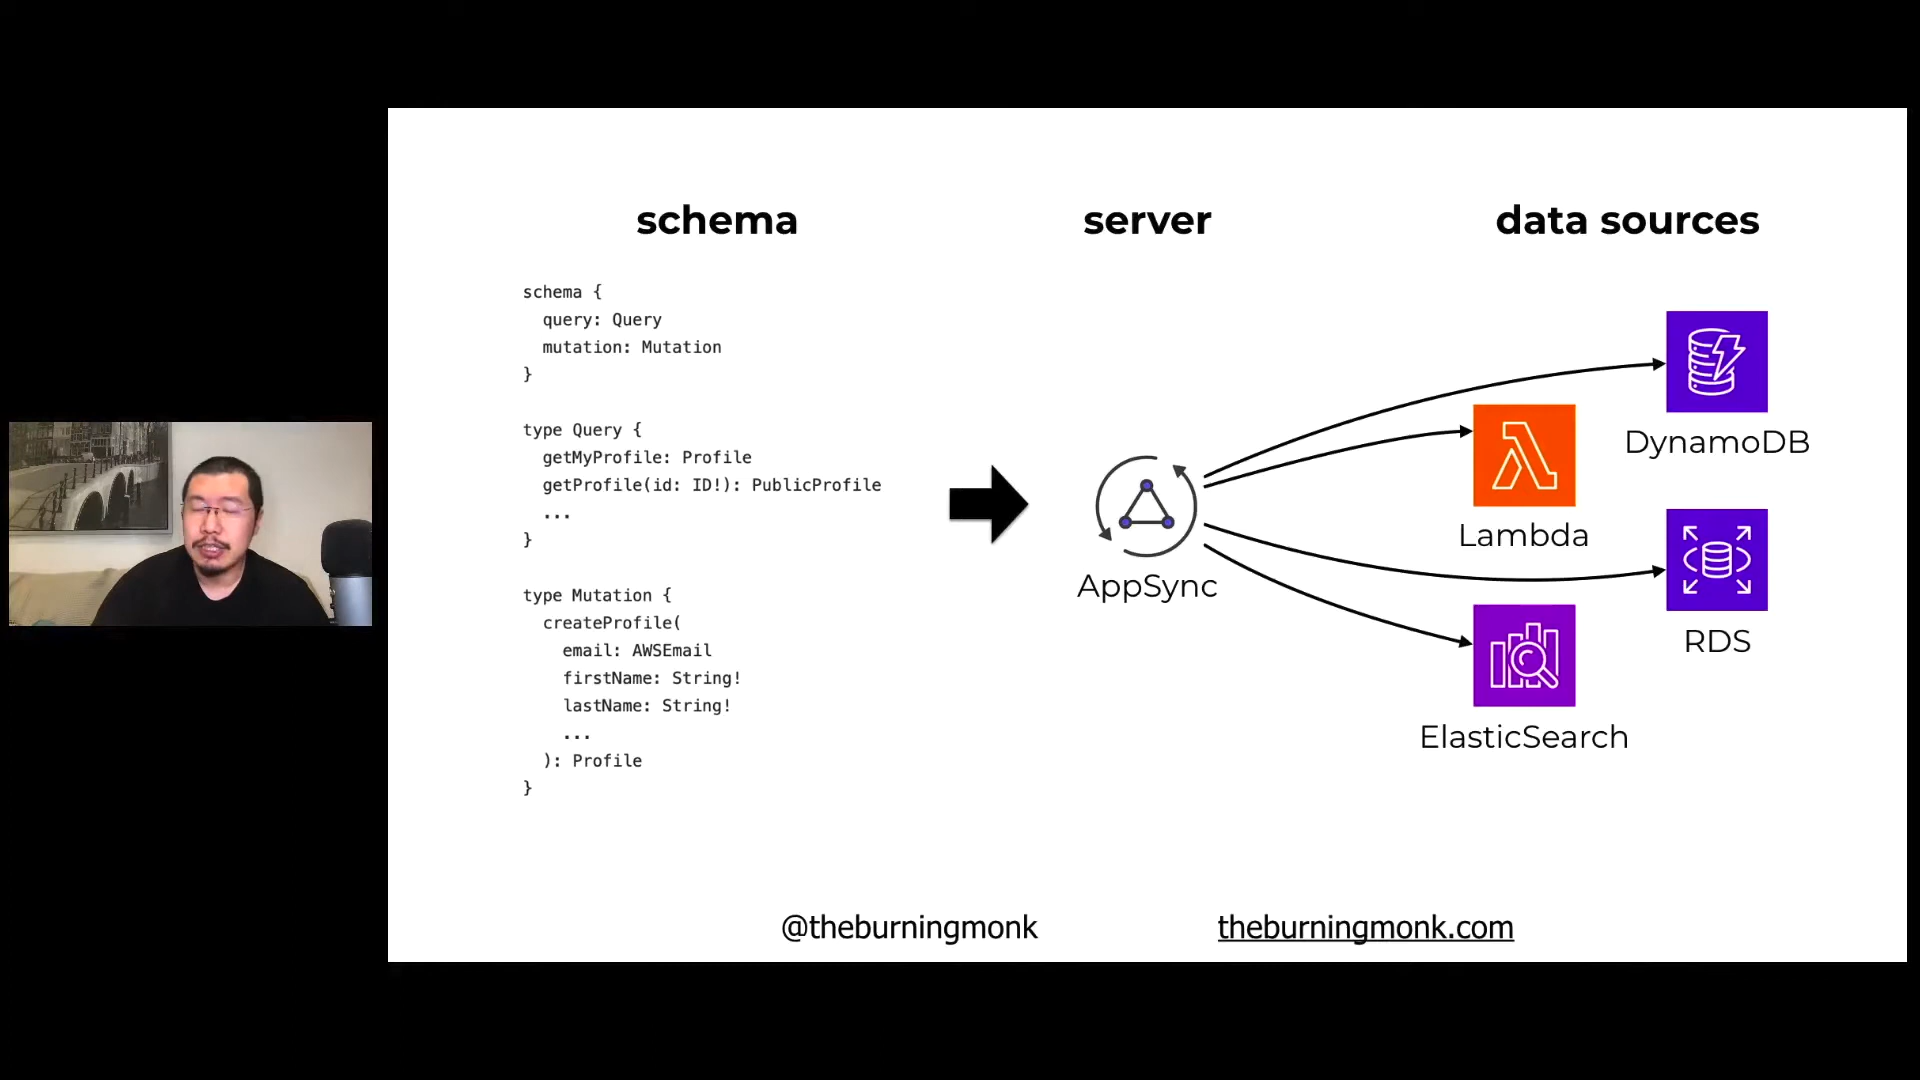 schema
server
data sources
schema {
query: Query
mutation: Mutation
}
type Query {
getMyProfile: Profile
getProfile(id: ID!): PublicProfile
...
}
type Mutation {
createProfile(
email: AWSEmail
firstName: String!
lastName: String!
...
): Profile
}
AppSync
DynamoDB
Lambda
RDS
ElasticSearch
@theburningmonk
theburningmonk.com